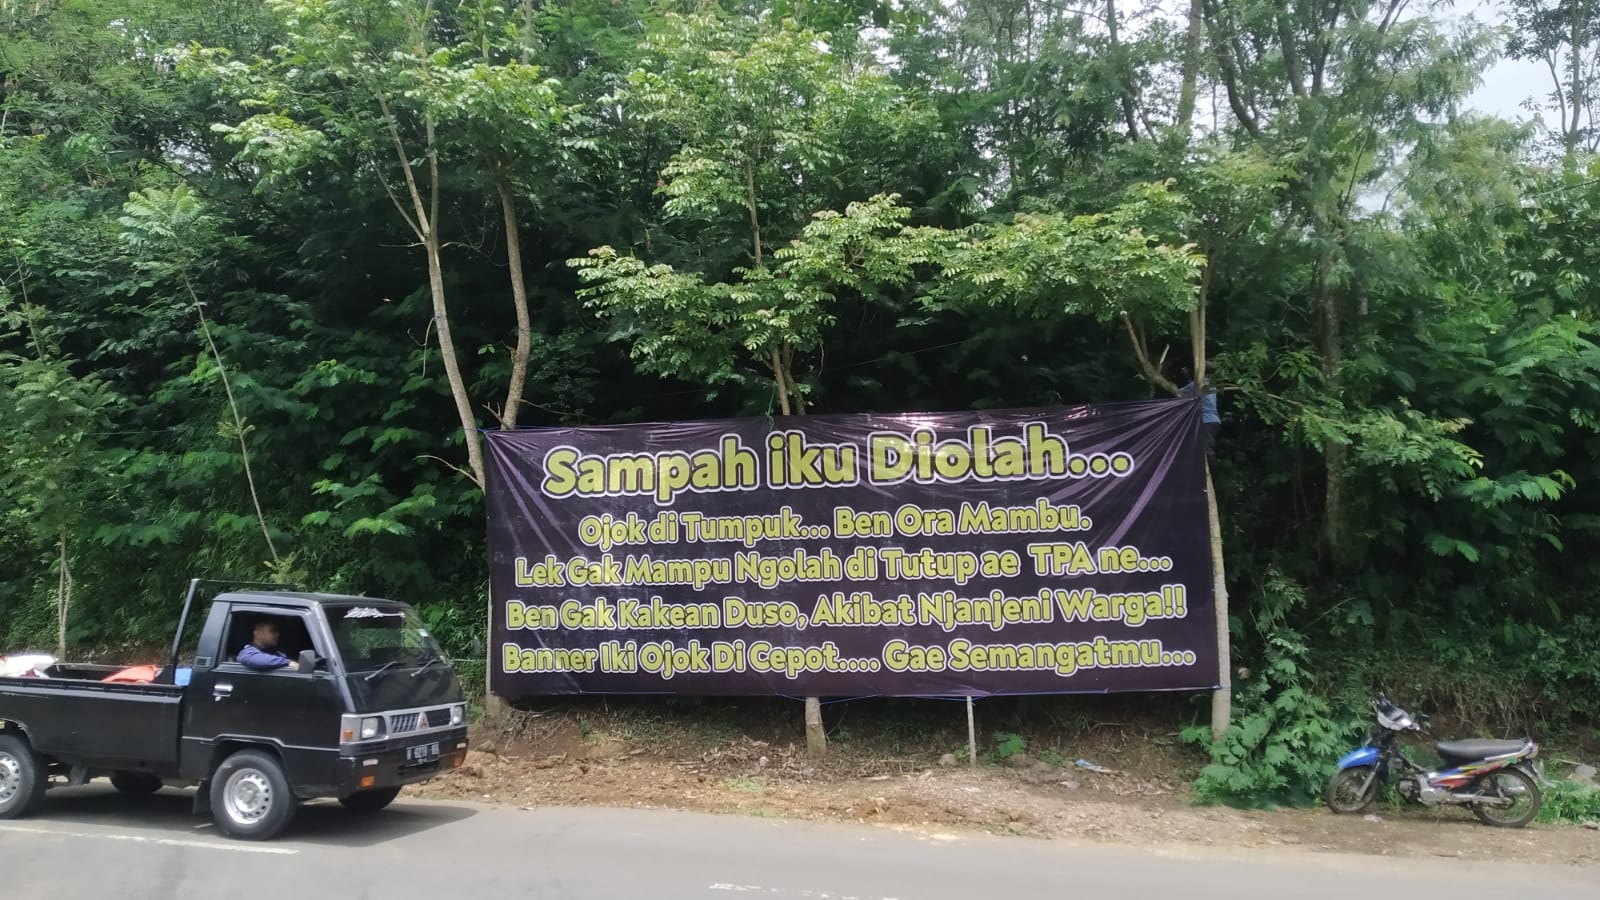 Sampah iku Diolah...
Ojok di Tumpuk... Ben Ora Mambu.
Lek Gak Mampu Ngolah di Tutup ae TPA ne...
Ben Gak Kakean Duso, Akibat Njanjeni Warga!!
Banner Iki Ojok Di Cepot.... Gae Semangatmu...